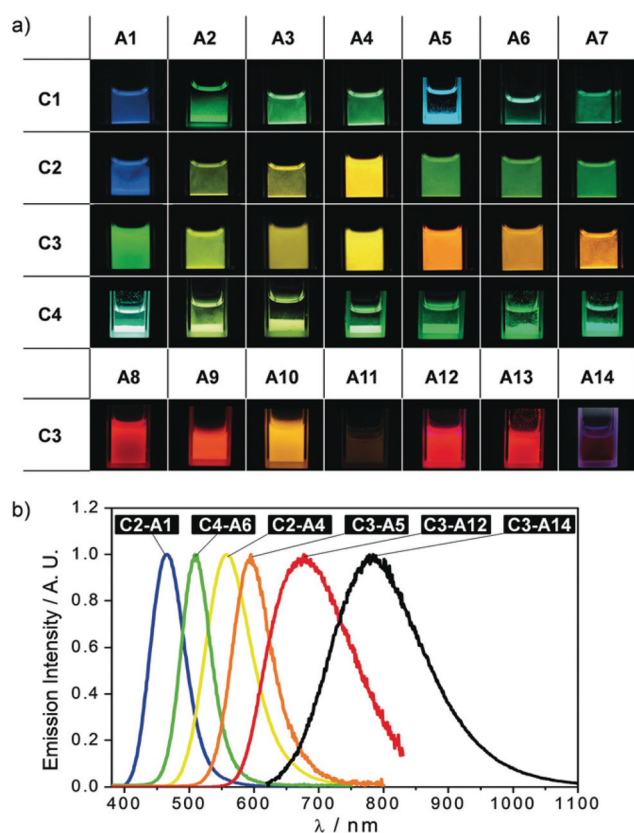 a)
A1 A2 A3 A4 A5 A6 A7
C1
C2
C3
C4
A8 A9 A10 A11 A12 A13 A14
C3
b)
1.2
C2-A1 C4-A6 C2-A4 C3-A5 C3-A12 C3-A14
1.0
0.8
0.6
0.4
0.2
0.0
Emission Intensity / A. U.
400 500 600 700 800 900 1000 1100
λ / nm